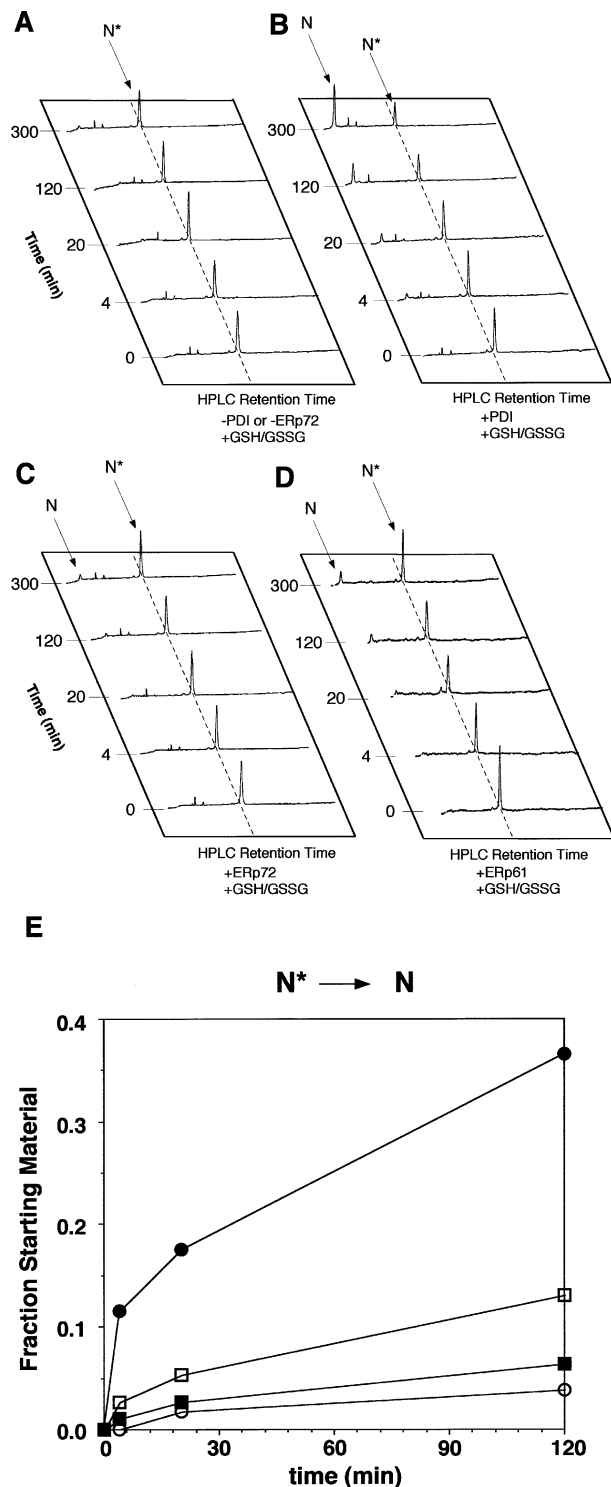 A
N*
300
120
20
4
0
Time (min)
HPLC Retention Time
-PDI or -ERp72
+GSH/GSSG
B
N
N*
300
120
20
4
0
HPLC Retention Time
+PDI
+GSH/GSSG
C
N
N*
300
120
20
4
0
Time (min)
HPLC Retention Time
+ERp72
+GSH/GSSG
D
N
N*
300
120
20
4
0
HPLC Retention Time
+ERp61
+GSH/GSSG
E
N* → N
Fraction Starting Material
0.4
0.3
0.2
0.1
0.0
0 30 60 90 120
time (min)